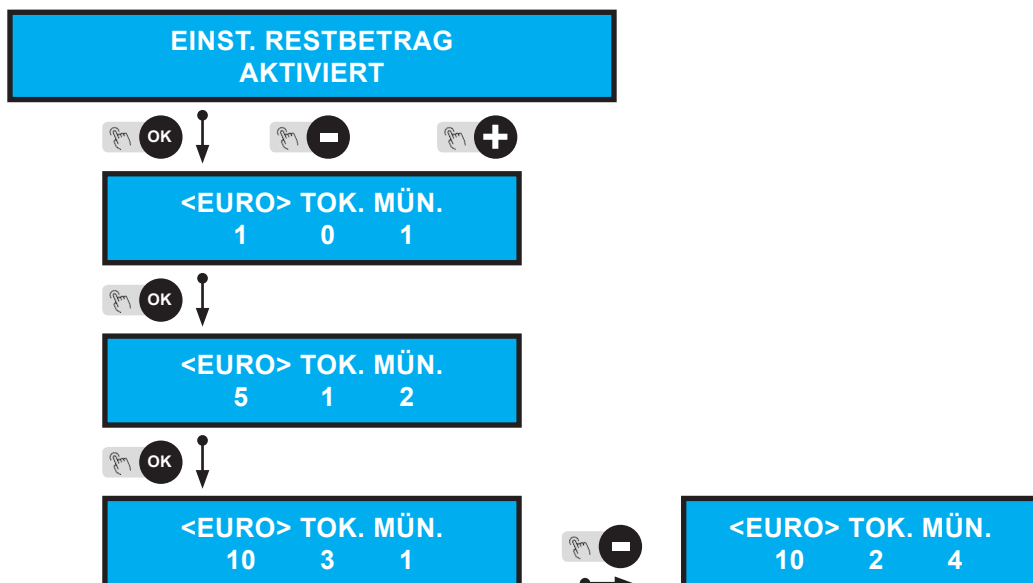 EINST. RESTBETRAG
AKTIVIERT
OK
<EURO> TOK. MÜN.
1 0 1
OK
<EURO> TOK. MÜN.
5 1 2
OK
<EURO> TOK. MÜN.
10 3 1
<EURO> TOK. MÜN.
10 2 4